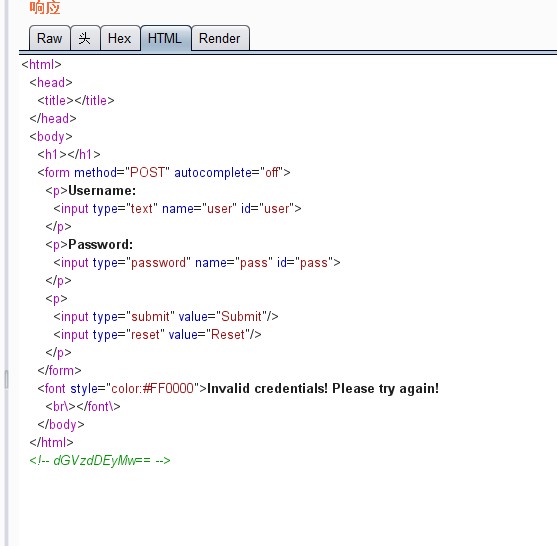 响应
Raw 头 Hex HTML Render
<html>
<head>
<title></title>
</head>
<body>
<h1></h1>
<form method="POST" autocomplete="off">
<p>Username:
<input type="text" name="user" id="user">
</p>
<p>Password:
<input type="password" name="pass" id="pass">
</p>
<p>
<input type="submit" value="Submit"/>
<input type="reset" value="Reset"/>
</p>
</form>
<font style="color:#FF0000">Invalid credentials! Please try again!
<br\></font\>
</body>
</html>
<!-- dGVzdDEyMw== -->